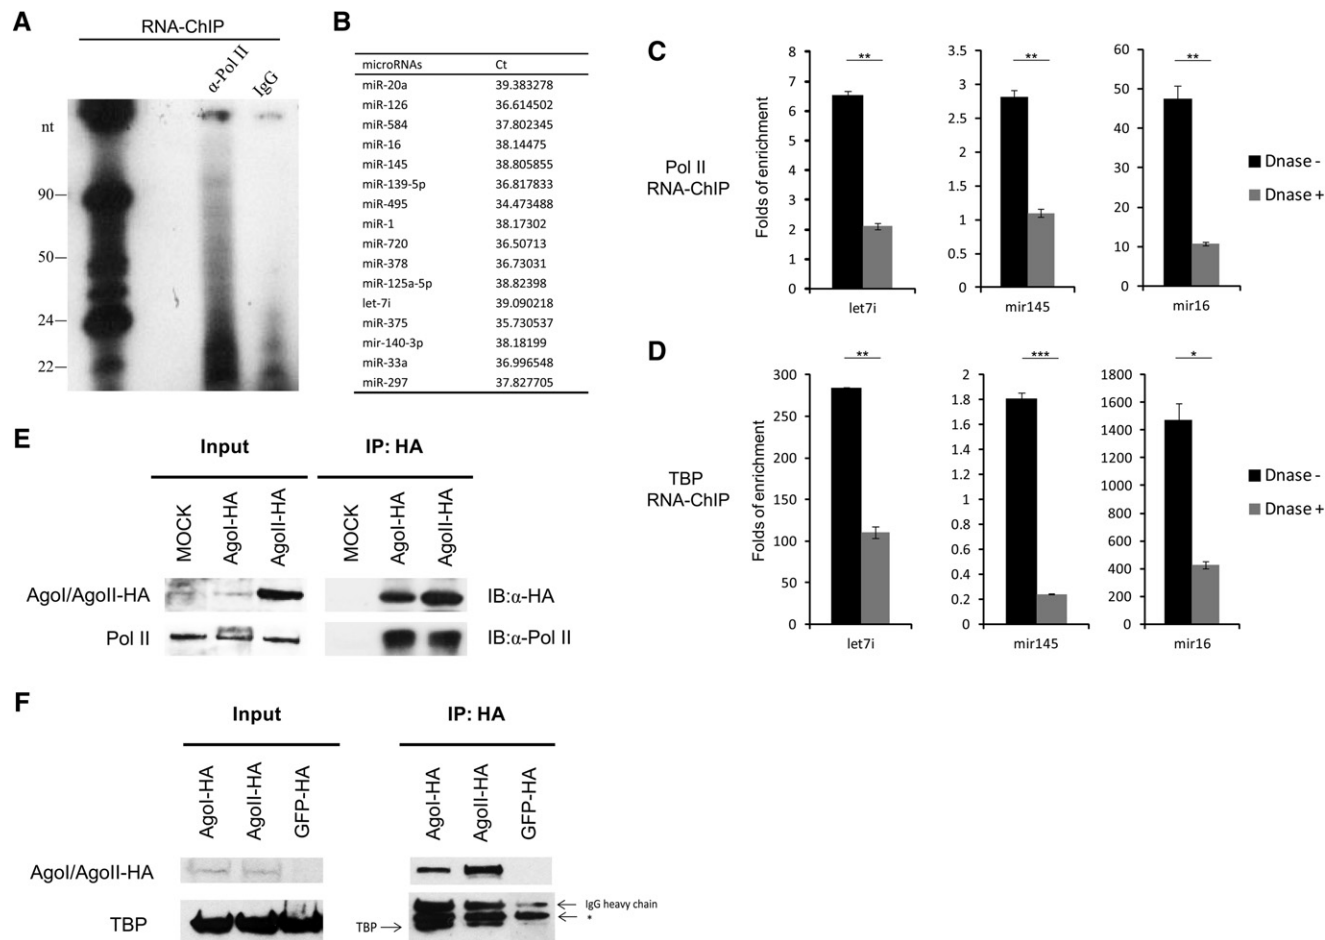 A
RNA-ChIP
α-Pol II
IgG
nt
90
50
24
22
B
microRNAs Ct
miR-20a 39.383278
miR-126 36.614502
miR-584 37.802345
miR-16 38.14475
miR-145 38.805855
miR-139-5p 36.817833
miR-495 34.473488
miR-1 38.17302
miR-720 36.50713
miR-378 36.73031
miR-125a-5p 38.82398
let-7i 39.090218
miR-375 35.730537
mir-140-3p 38.18199
miR-33a 36.996548
miR-297 37.827705
C
Pol II
RNA-ChIP
Folds of enrichment
8
7
6
5
4
3
2
1
0
**
let7i
3.5
3
2.5
2
1.5
1
0.5
0
**
mir145
60
50
40
30
20
10
0
**
mir16
Dnase -
Dnase +
D
TBP
RNA-ChIP
Folds of enrichment
300
250
200
150
100
50
0
**
let7i
2
1.8
1.6
1.4
1.2
1
0.8
0.6
0.4
0.2
0
***
mir145
1800
1600
1400
1200
1000
800
600
400
200
0
*
mir16
Dnase -
Dnase +
E
Input
IP: HA
MOCK
AgoI-HA
AgoII-HA
MOCK
AgoI-HA
AgoII-HA
AgoI/AgoII-HA
IB:α-HA
Pol II
IB:α-Pol II
F
Input
IP: HA
AgoI-HA
AgoII-HA
GFP-HA
AgoI-HA
AgoII-HA
GFP-HA
AgoI/AgoII-HA
TBP
TBP →
← IgG heavy chain
← *